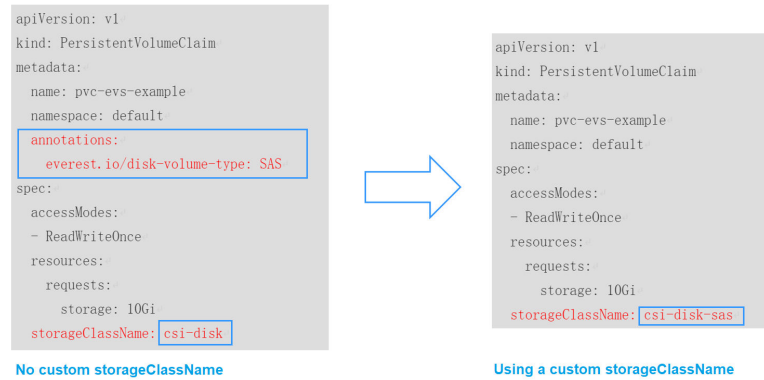 apiVersion: v1
kind: PersistentVolumeClaim
metadata:
  name: pvc-evs-example
  namespace: default
  annotations:
    everest.io/disk-volume-type: SAS
spec:
  accessModes:
  - ReadWriteOnce
  resources:
    requests:
      storage: 10Gi
  storageClassName: csi-disk
No custom storageClassName
apiVersion: v1
kind: PersistentVolumeClaim
metadata:
  name: pvc-evs-example
  namespace: default
spec:
  accessModes:
  - ReadWriteOnce
  resources:
    requests:
      storage: 10Gi
  storageClassName: csi-disk-sas
Using a custom storageClassName